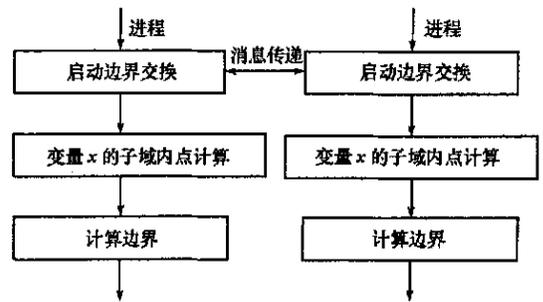 进程
进程
启动边界交换
消息传递
启动边界交换
变量 x 的子域内点计算
变量 x 的子域内点计算
计算边界
计算边界